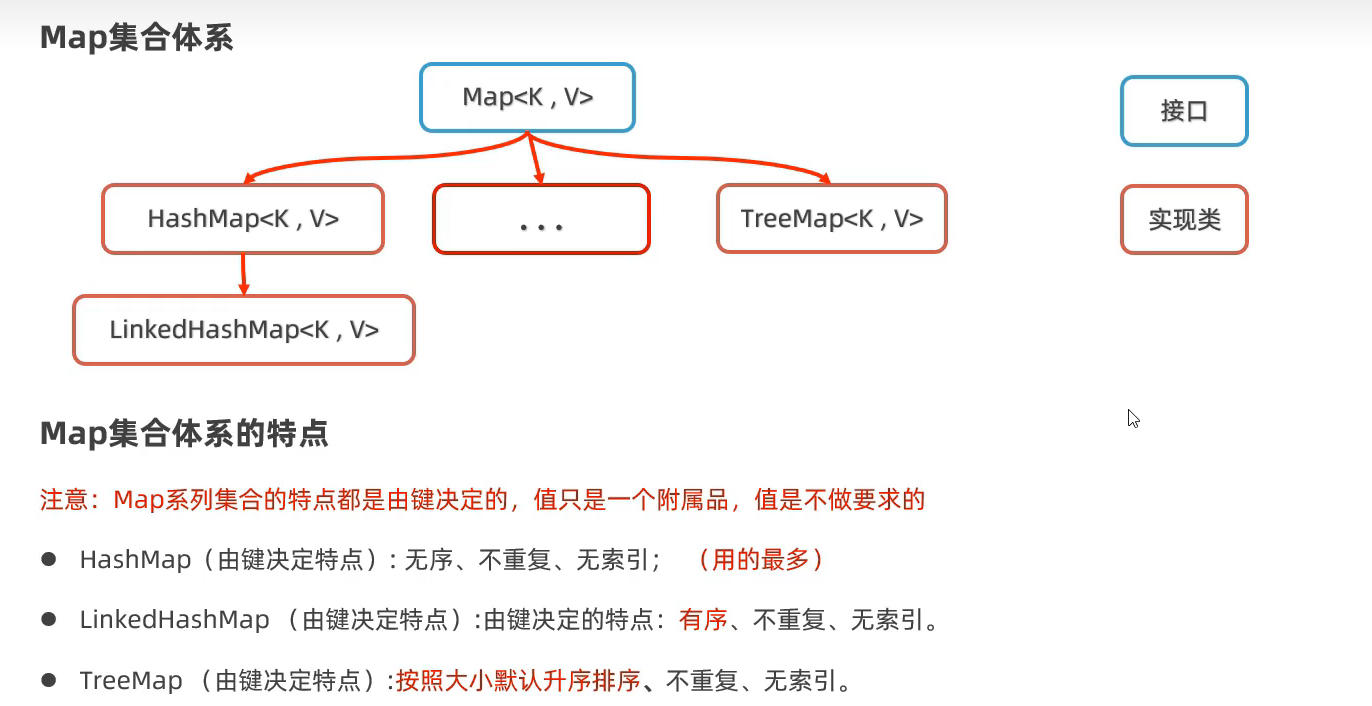 Map集合体系
Map<K , V>
接口
HashMap<K , V>
...
TreeMap<K , V>
实现类
LinkedHashMap<K , V>
Map集合体系的特点
注意：Map系列集合的特点都是由键决定的，值只是一个附属品，值是不做要求的
● HashMap（由键决定特点）: 无序、不重复、无索引； （用的最多）
● LinkedHashMap （由键决定特点）:由键决定的特点：有序、不重复、无索引。
● TreeMap （由键决定特点）:按照大小默认升序排序、不重复、无索引。